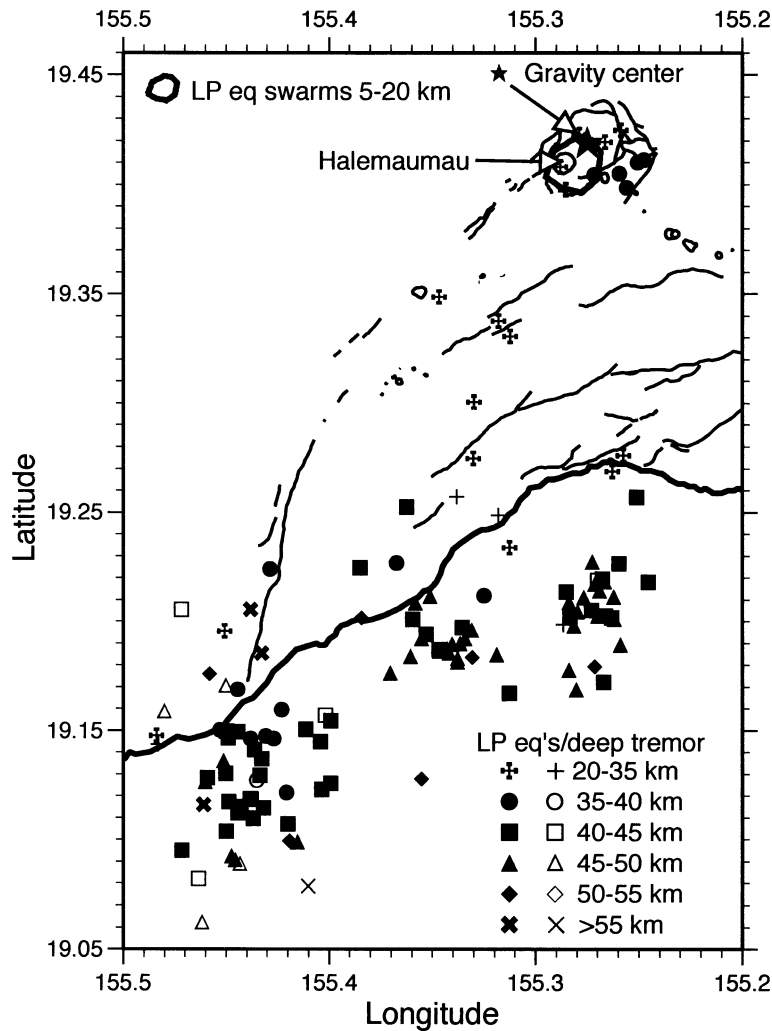 155.5 155.4 155.3 155.2
19.45
LP eq swarms 5-20 km
Gravity center
Halemaumau
19.35
Latitude
19.25
19.15
LP eq's/deep tremor
20-35 km
35-40 km
40-45 km
45-50 km
50-55 km
>55 km
19.05
155.5 155.4 155.3 155.2
Longitude